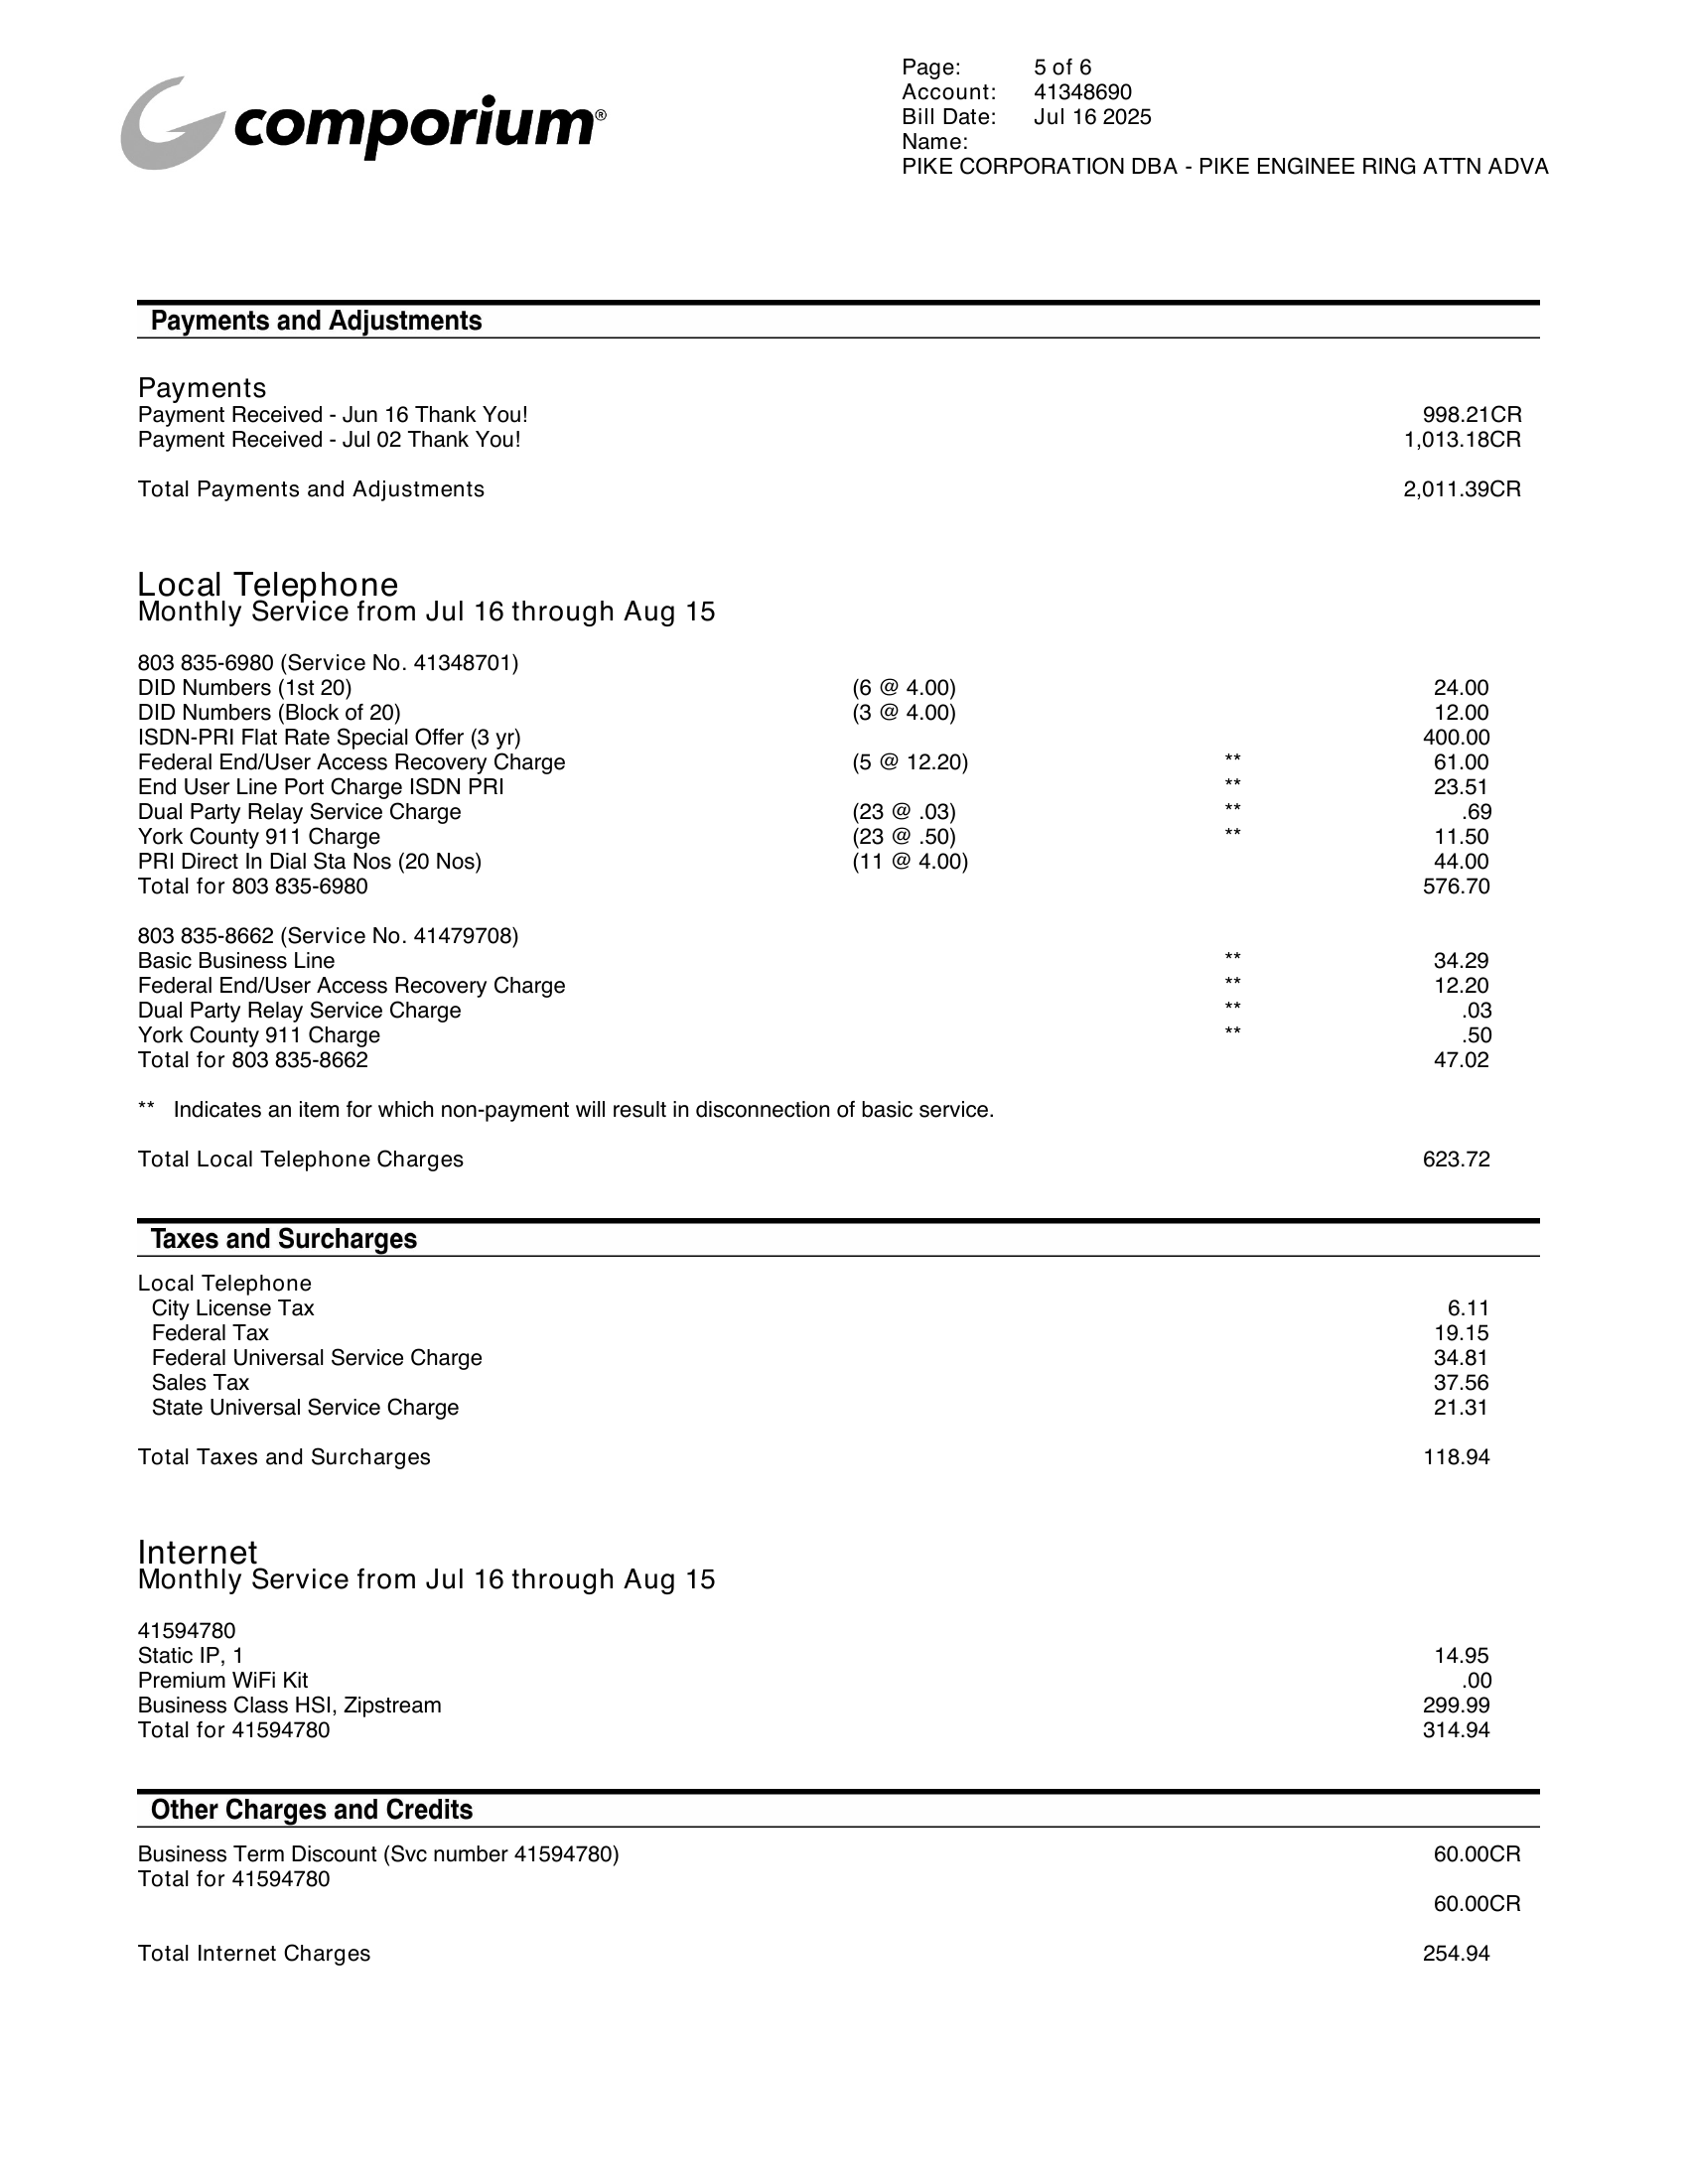 comporium®
Page: 5 of 6
Account: 41348690
Bill Date: Jul 16 2025
Name:
PIKE CORPORATION DBA - PIKE ENGINEE RING ATTN ADVA
Payments and Adjustments
Payments
Payment Received - Jun 16 Thank You! 998.21CR
Payment Received - Jul 02 Thank You! 1,013.18CR
Total Payments and Adjustments 2,011.39CR
Local Telephone
Monthly Service from Jul 16 through Aug 15
803 835-6980 (Service No. 41348701)
DID Numbers (1st 20) (6 @ 4.00) 24.00
DID Numbers (Block of 20) (3 @ 4.00) 12.00
ISDN-PRI Flat Rate Special Offer (3 yr) 400.00
Federal End/User Access Recovery Charge (5 @ 12.20) ** 61.00
End User Line Port Charge ISDN PRI ** 23.51
Dual Party Relay Service Charge (23 @ .03) ** .69
York County 911 Charge (23 @ .50) ** 11.50
PRI Direct In Dial Sta Nos (20 Nos) (11 @ 4.00) 44.00
Total for 803 835-6980 576.70
803 835-8662 (Service No. 41479708)
Basic Business Line ** 34.29
Federal End/User Access Recovery Charge ** 12.20
Dual Party Relay Service Charge ** .03
York County 911 Charge ** .50
Total for 803 835-8662 47.02
** Indicates an item for which non-payment will result in disconnection of basic service.
Total Local Telephone Charges 623.72
Taxes and Surcharges
Local Telephone
City License Tax 6.11
Federal Tax 19.15
Federal Universal Service Charge 34.81
Sales Tax 37.56
State Universal Service Charge 21.31
Total Taxes and Surcharges 118.94
Internet
Monthly Service from Jul 16 through Aug 15
41594780
Static IP, 1 14.95
Premium WiFi Kit .00
Business Class HSI, Zipstream 299.99
Total for 41594780 314.94
Other Charges and Credits
Business Term Discount (Svc number 41594780) 60.00CR
Total for 41594780
60.00CR
Total Internet Charges 254.94